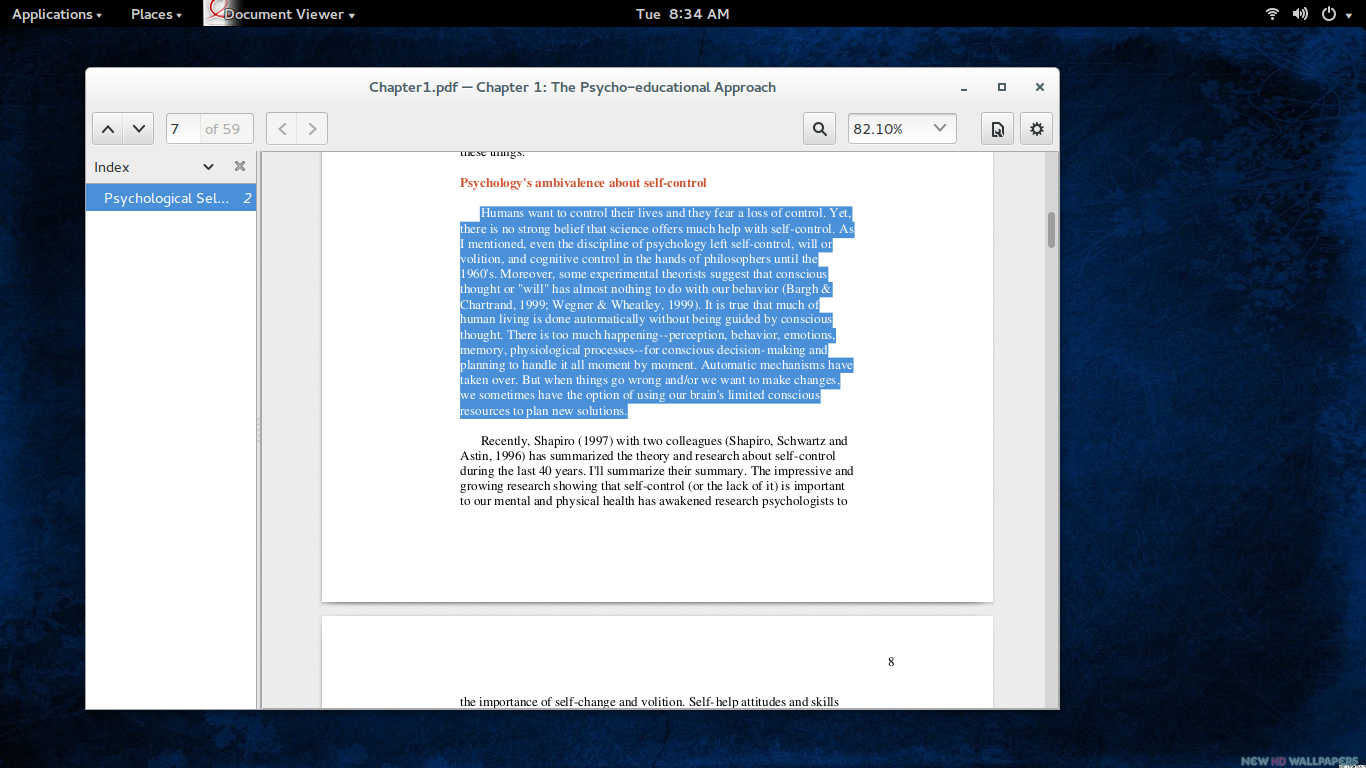 Applications Places Document Viewer Tue 8:34 AM
Chapter1.pdf — Chapter 1: The Psycho-educational Approach
7 of 59 82.10%
Index
Psychological Sel... 2
these things.
Psychology's ambivalence about self-control
Humans want to control their lives and they fear a loss of control. Yet,
there is no strong belief that science offers much help with self-control. As
I mentioned, even the discipline of psychology left self-control, will or
volition, and cognitive control in the hands of philosophers until the
1960's. Moreover, some experimental theorists suggest that conscious
thought or "will" has almost nothing to do with our behavior (Bargh &
Chartrand, 1999; Wegner & Wheatley, 1999). It is true that much of
human living is done automatically without being guided by conscious
thought. There is too much happening--perception, behavior, emotions,
memory, physiological processes--for conscious decision-making and
planning to handle it all moment by moment. Automatic mechanisms have
taken over. But when things go wrong and/or we want to make changes,
we sometimes have the option of using our brain's limited conscious
resources to plan new solutions.
Recently, Shapiro (1997) with two colleagues (Shapiro, Schwartz and
Astin, 1996) has summarized the theory and research about self-control
during the last 40 years. I'll summarize their summary. The impressive and
growing research showing that self-control (or the lack of it) is important
to our mental and physical health has awakened research psychologists to
8
the importance of self-change and volition. Self-help attitudes and skills
NEW HD WALLPAPERS